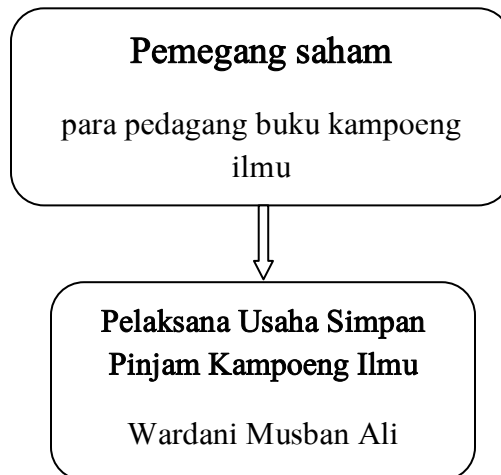 Pemegang saham
para pedagang buku kampoeng
ilmu
Pelaksana Usaha Simpan
Pinjam Kampoeng Ilmu
Wardani Musban Ali